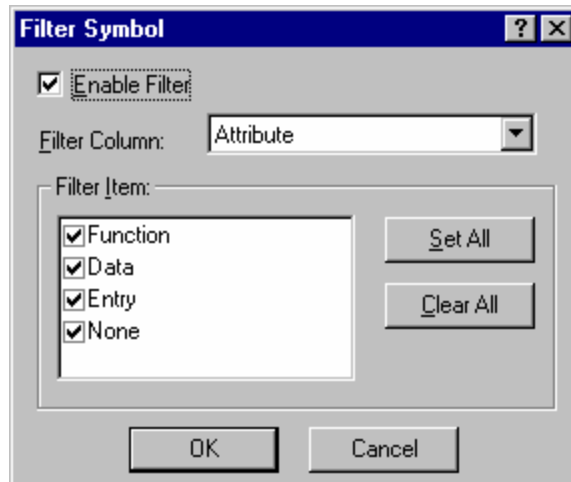 Filter Symbol
Enable Filter
Filter Column: Attribute
Filter Item:
Function
Data
Entry
None
Set All
Clear All
OK Cancel